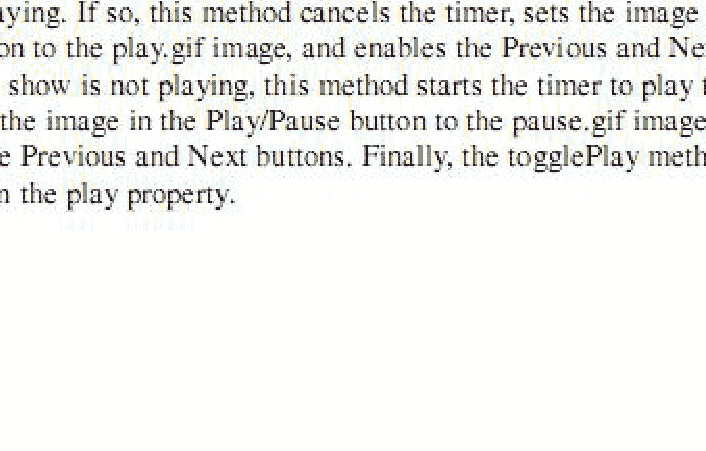 aying. If so, this method cancels the timer, sets the image
on to the play.gif image, and enables the Previous and Ne
show is not playing, this method starts the timer to play t
the image in the Play/Pause button to the pause.gif image
e Previous and Next buttons. Finally, the togglePlay meth
n the play property.